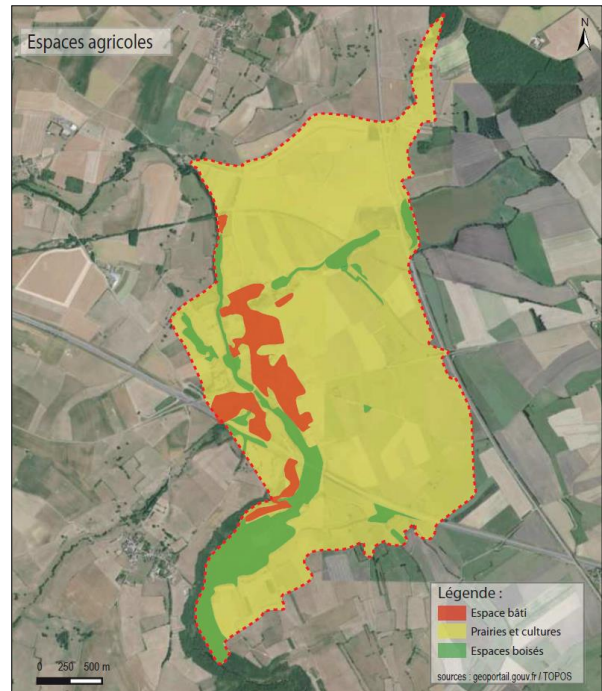 Espaces agricoles
N
Légende :
Espace bâti
Prairies et cultures
Espaces boisés
0 250 500 m
sources : geoportail.gouv.fr / TOPOS